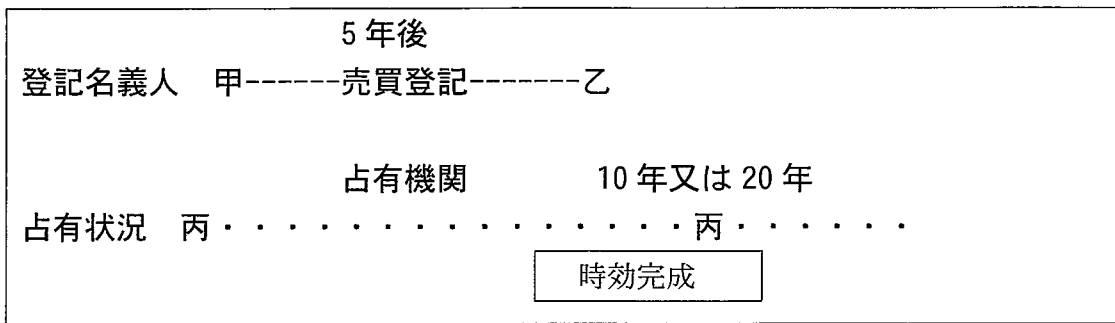 5年後
登記名義人　甲------売買登記-------乙
占有機関　　　10年又は20年
占有状況　丙・・・・・・・・・・・・・・・丙・・・・・・
時効完成